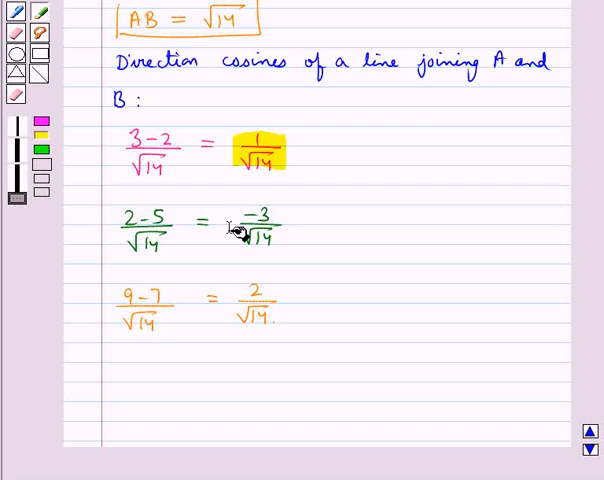 AB = √14
Direction cosines of a line joining A and
B :
3-2/√14 = 1/√14
2-5/√14 = -3/√14
9-7/√14 = 2/√14.